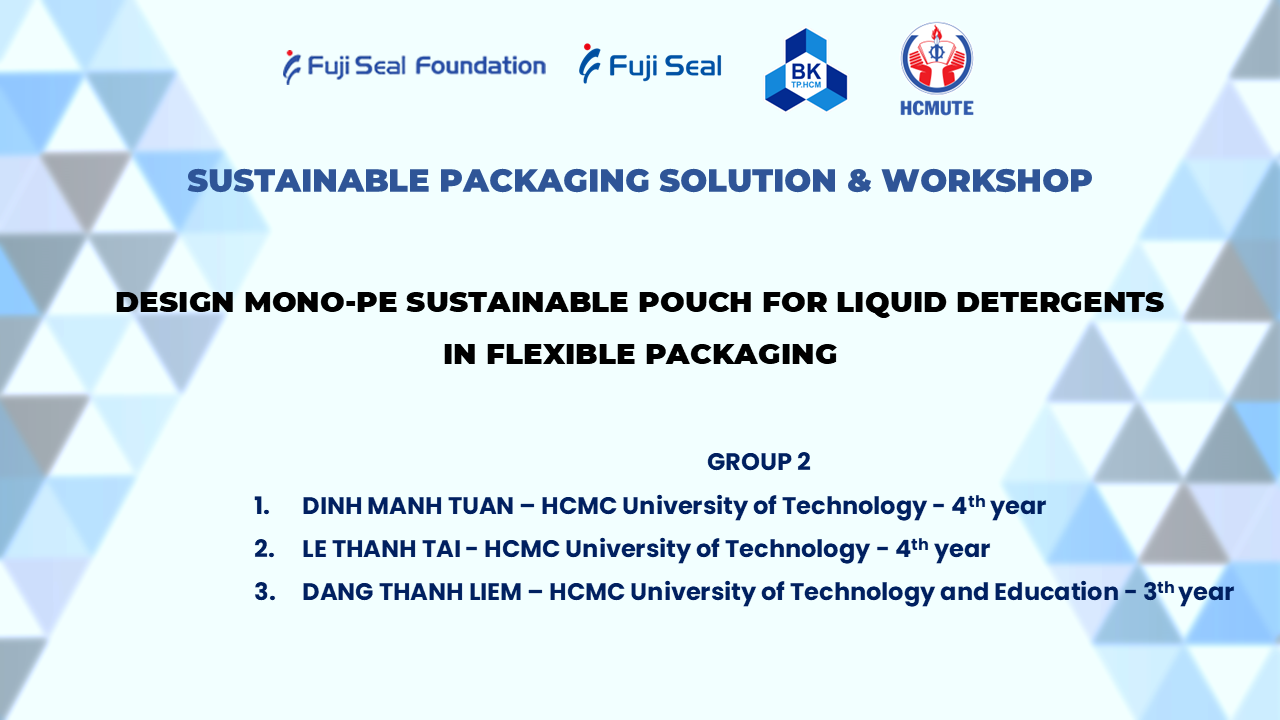 Fuji Seal Foundation
Fuji Seal
BK
TP.HCM
HCMUTE
SUSTAINABLE PACKAGING SOLUTION & WORKSHOP
DESIGN MONO-PE SUSTAINABLE POUCH FOR LIQUID DETERGENTS
IN FLEXIBLE PACKAGING
GROUP 2
1. DINH MANH TUAN – HCMC University of Technology - 4th year
2. LE THANH TAI - HCMC University of Technology - 4th year
3. DANG THANH LIEM – HCMC University of Technology and Education - 3th year